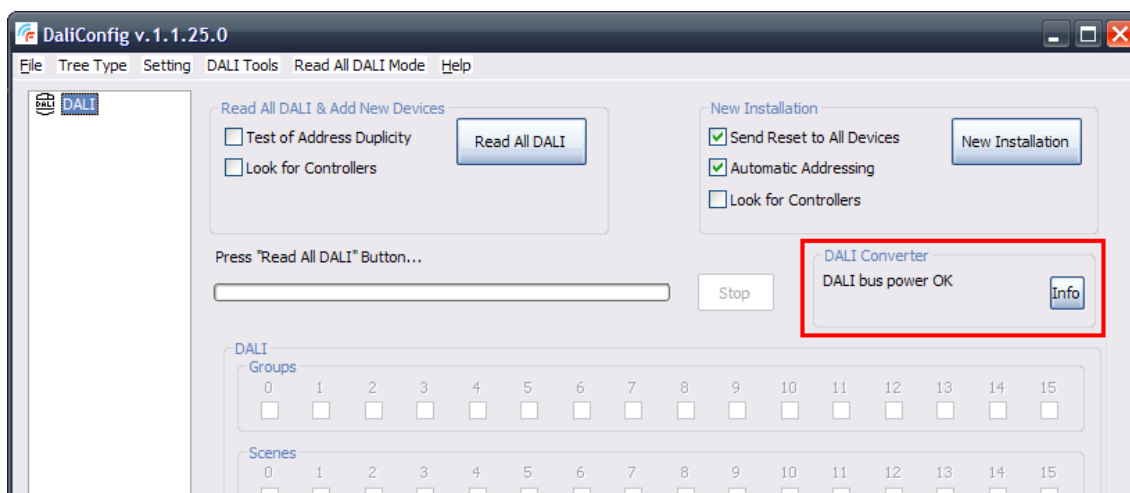 DaliConfig v.1.1.25.0
File Tree Type Setting DALI Tools Read All DALI Mode Help
DALI
DALI
Read All DALI & Add New Devices
Test of Address Duplicity
Look for Controllers
Read All DALI
New Installation
Send Reset to All Devices
Automatic Addressing
Look for Controllers
New Installation
Press "Read All DALI" Button...
Stop
DALI Converter
DALI bus power OK
Info
DALI
Groups
0 1 2 3 4 5 6 7 8 9 10 11 12 13 14 15
Scenes
0 1 2 3 4 5 6 7 8 9 10 11 12 13 14 15